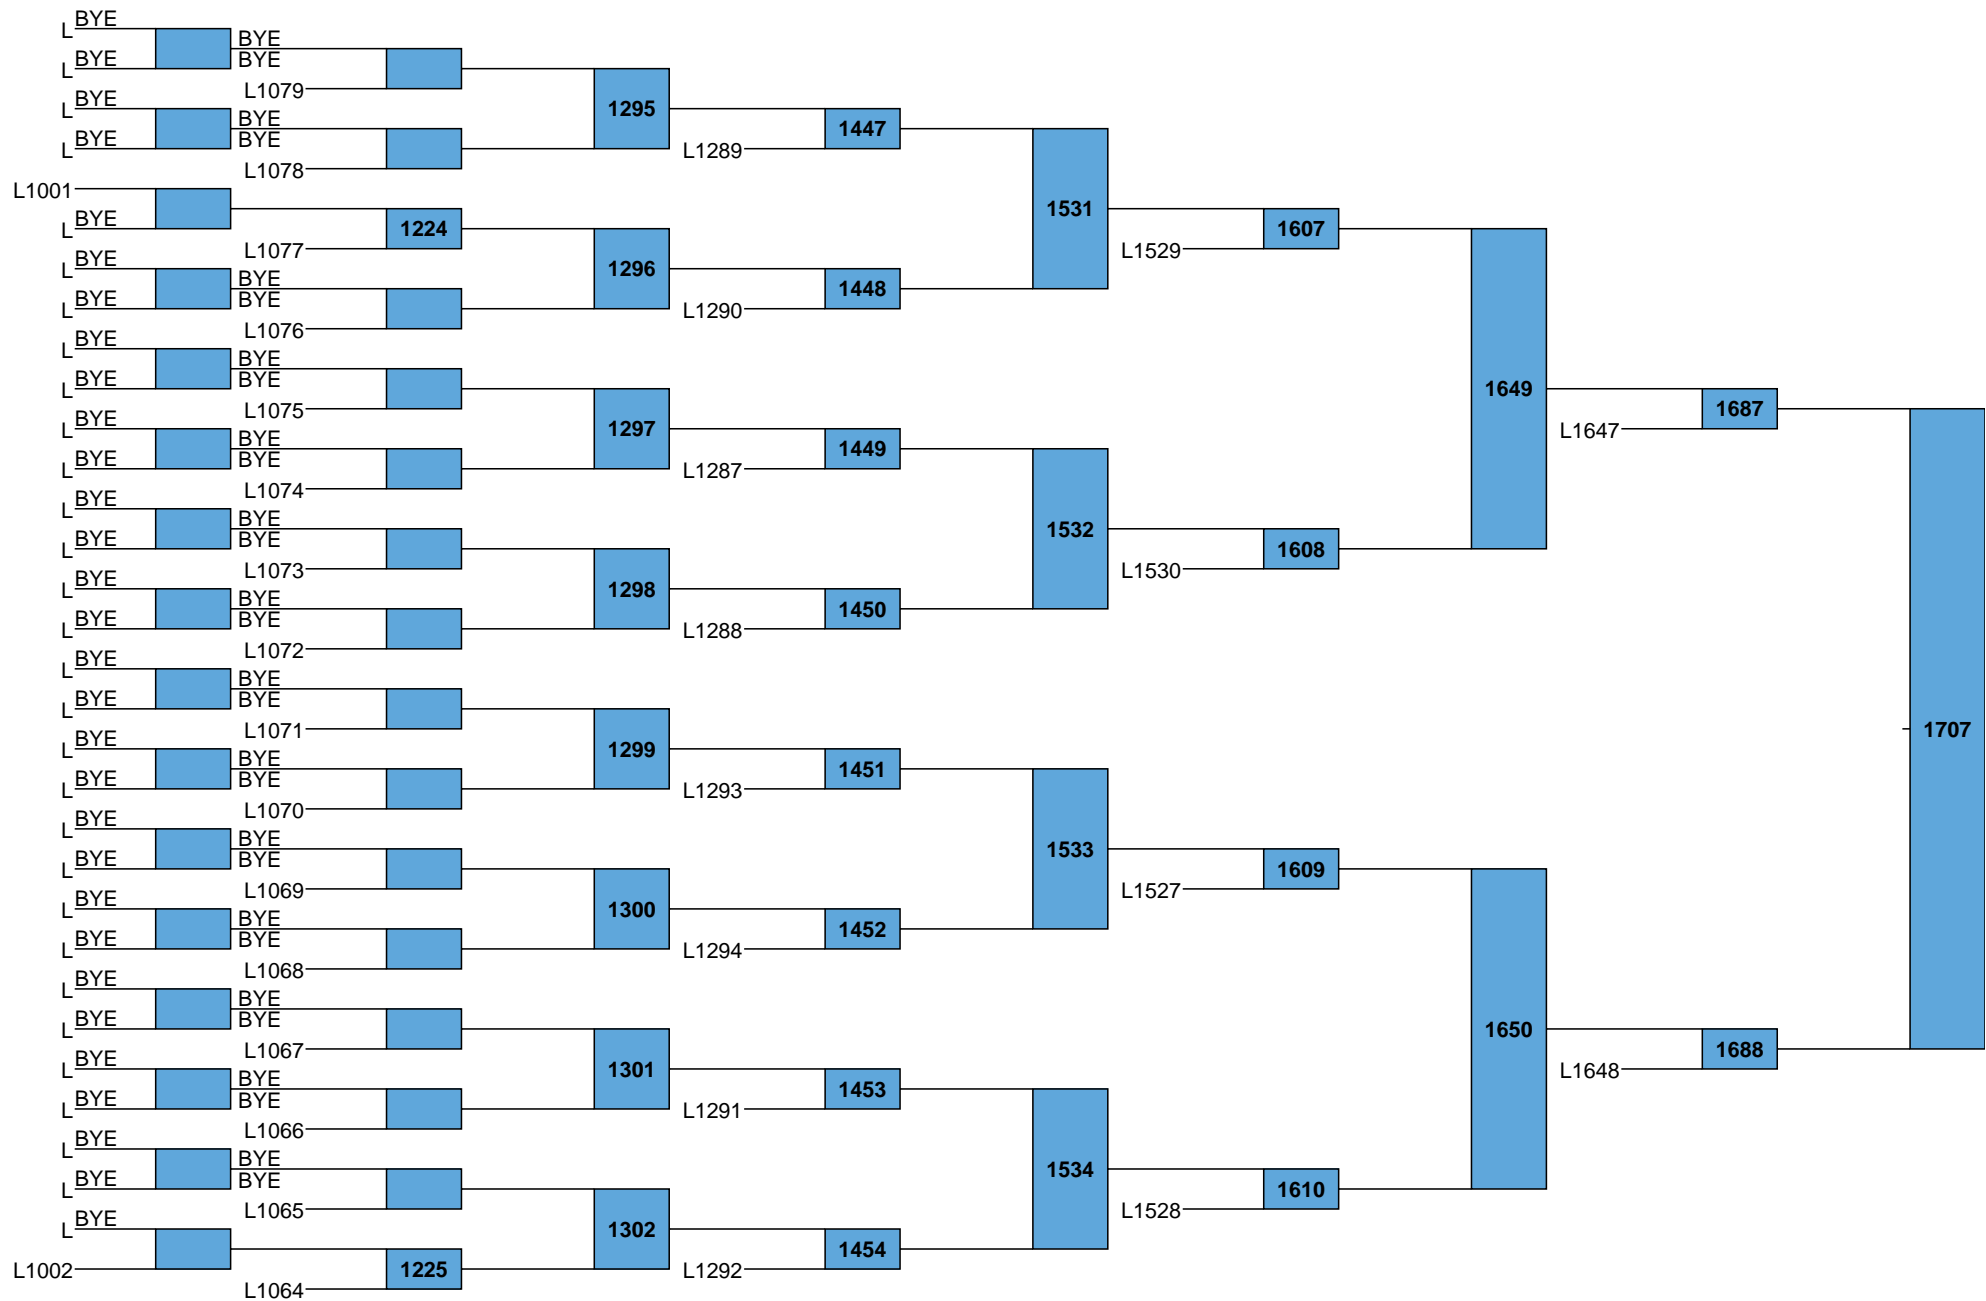 L BYE
L BYE
BYE
BYE
L1079
L BYE
L BYE
BYE
BYE
L1078
1295
L1289
1447
L1001
L BYE
L1077
1224
L BYE
L BYE
BYE
BYE
L1076
1296
L1290
1448
1531
L1529
1607
L BYE
L BYE
BYE
BYE
L1075
L BYE
L BYE
BYE
BYE
L1074
1297
L1287
1449
L BYE
L BYE
BYE
BYE
L1073
L BYE
L BYE
BYE
BYE
L1072
1298
L1288
1450
1532
L1530
1608
1649
L1647
1687
L BYE
L BYE
BYE
BYE
L1071
L BYE
L BYE
BYE
BYE
L1070
1299
L1293
1451
L BYE
L BYE
BYE
BYE
L1069
L BYE
L BYE
BYE
BYE
L1068
1300
L1294
1452
1533
L1527
1609
L BYE
L BYE
BYE
BYE
L1067
L BYE
L BYE
BYE
BYE
L1066
1301
L1291
1453
L BYE
L BYE
BYE
BYE
L1065
L BYE
L1002
L1064
1225
1302
L1292
1454
1534
L1528
1610
1650
L1648
1688
1707